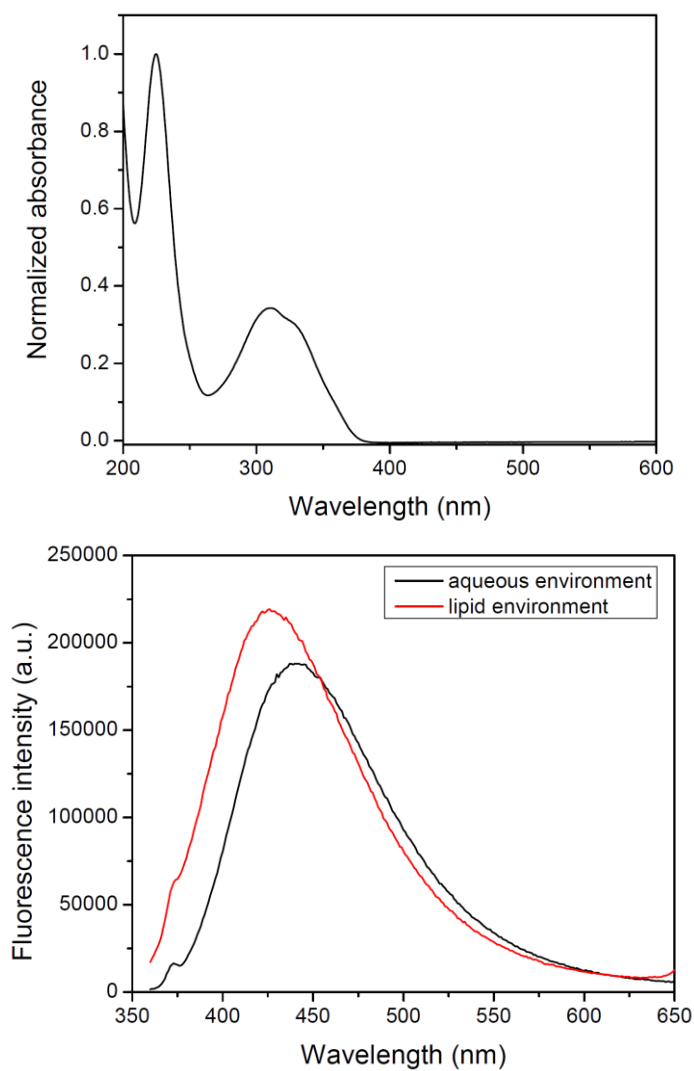 Normalized absorbance
1.0
0.8
0.6
0.4
0.2
0.0
200 300 400 500 600
Wavelength (nm)
Fluorescence intensity (a.u.)
250000
200000
150000
100000
50000
0
aqueous environment
lipid environment
350 400 450 500 550 600 650
Wavelength (nm)